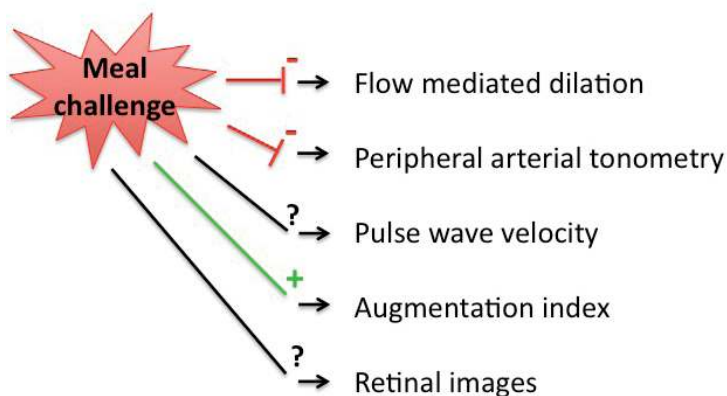 Meal
challenge
- Flow mediated dilation
- Peripheral arterial tonometry
? Pulse wave velocity
+ Augmentation index
? Retinal images